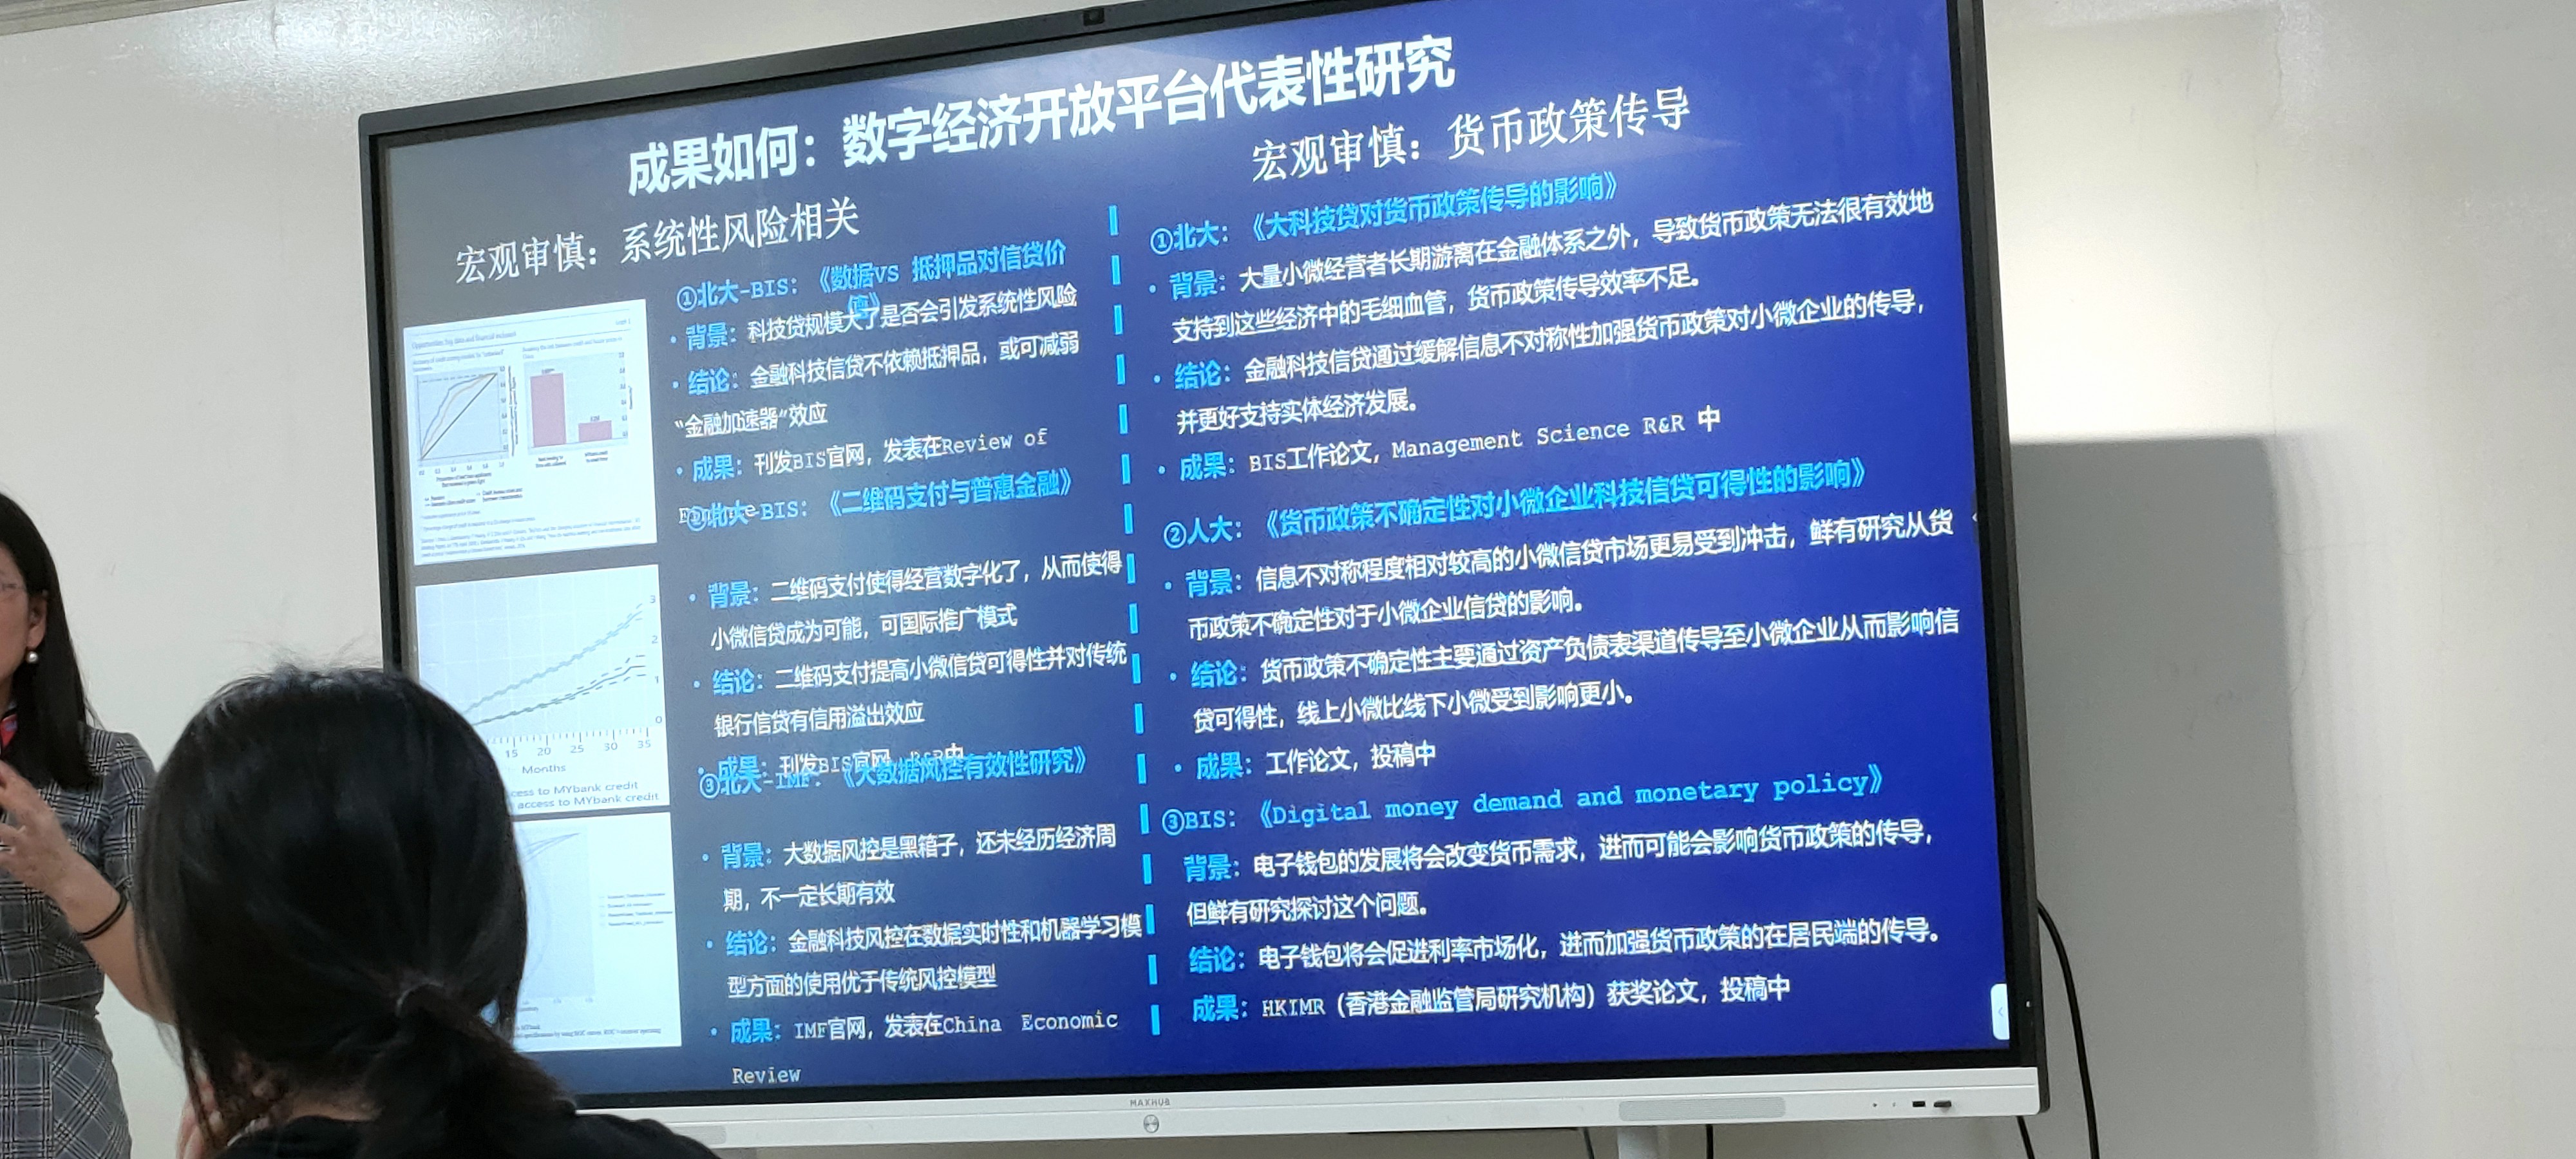 成果如何：数字经济开放平台代表性研究
宏观审慎：系统性风险相关
①北大-BIS：《数据VS 抵押品对信贷价
值》
• 背景：科技贷规模大了是否会引发系统性风险
• 结论：金融科技信贷不依赖抵押品，或可减弱
“金融加速器”效应
• 成果：刊发BIS官网，发表在Review of
②北大-BIS：《二维码支付与普惠金融》
• 背景：二维码支付使得经营数字化了，从而使得
小微信贷成为可能，可国际推广模式
• 结论：二维码支付提高小微信贷可得性并对传统
银行信贷有信用溢出效应
• 成果：刊发BIS官网，R&R中
③北大-IMF：《大数据风控有效性研究》
• 背景：大数据风控是黑箱子，还未经历经济周
期，不一定长期有效
• 结论：金融科技风控在数据实时性和机器学习模
型方面的使用优于传统风控模型
• 成果：IMF官网，发表在China Economic
Review
宏观审慎：货币政策传导
①北大：《大科技贷对货币政策传导的影响》
• 背景：大量小微经营者长期游离在金融体系之外，导致货币政策无法很有效地
支持到这些经济中的毛细血管，货币政策传导效率不足。
• 结论：金融科技信贷通过缓解信息不对称性加强货币政策对小微企业的传导，
并更好支持实体经济发展。
• 成果：BIS工作论文，Management Science R&R 中
②人大：《货币政策不确定性对小微企业科技信贷可得性的影响》
• 背景：信息不对称程度相对较高的小微信贷市场更易受到冲击，鲜有研究从货
币政策不确定性对于小微企业信贷的影响。
• 结论：货币政策不确定性主要通过资产负债表渠道传导至小微企业从而影响信
贷可得性，线上小微比线下小微受到影响更小。
• 成果：工作论文，投稿中
③BIS：《Digital money demand and monetary policy》
背景：电子钱包的发展将会改变货币需求，进而可能会影响货币政策的传导，
但鲜有研究探讨这个问题。
结论：电子钱包将会促进利率市场化，进而加强货币政策的在居民端的传导。
成果：HKIMR（香港金融监管局研究机构）获奖论文，投稿中
3
2
1
0
15 20 25 30 35
Months
cess to MYbank credit
access to MYbank credit
MAXHUB